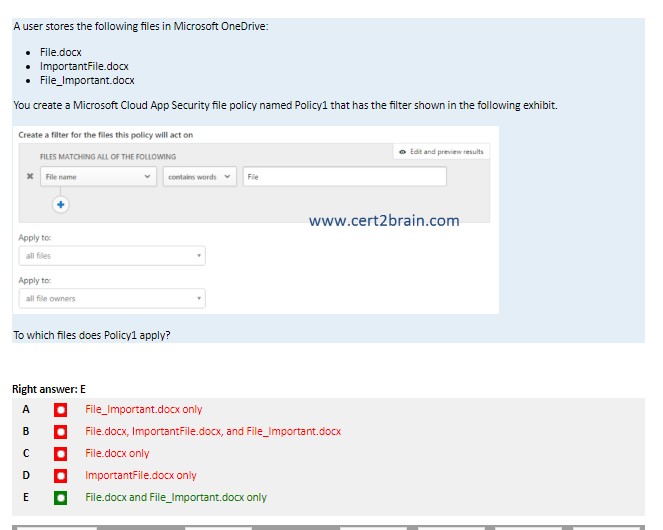 A user stores the following files in Microsoft OneDrive:
• File.docx
• ImportantFile.docx
• File_Important.docx
You create a Microsoft Cloud App Security file policy named Policy1 that has the filter shown in the following exhibit.
Create a filter for the files this policy will act on
FILES MATCHING ALL OF THE FOLLOWING
Edit and preview results
File name contains words File
www.cert2brain.com
Apply to:
all files
Apply to:
all file owners
To which files does Policy1 apply?
Right answer: E
A File_Important.docx only
B File.docx, ImportantFile.docx, and File_Important.docx
C File.docx only
D ImportantFile.docx only
E File.docx and File_Important.docx only